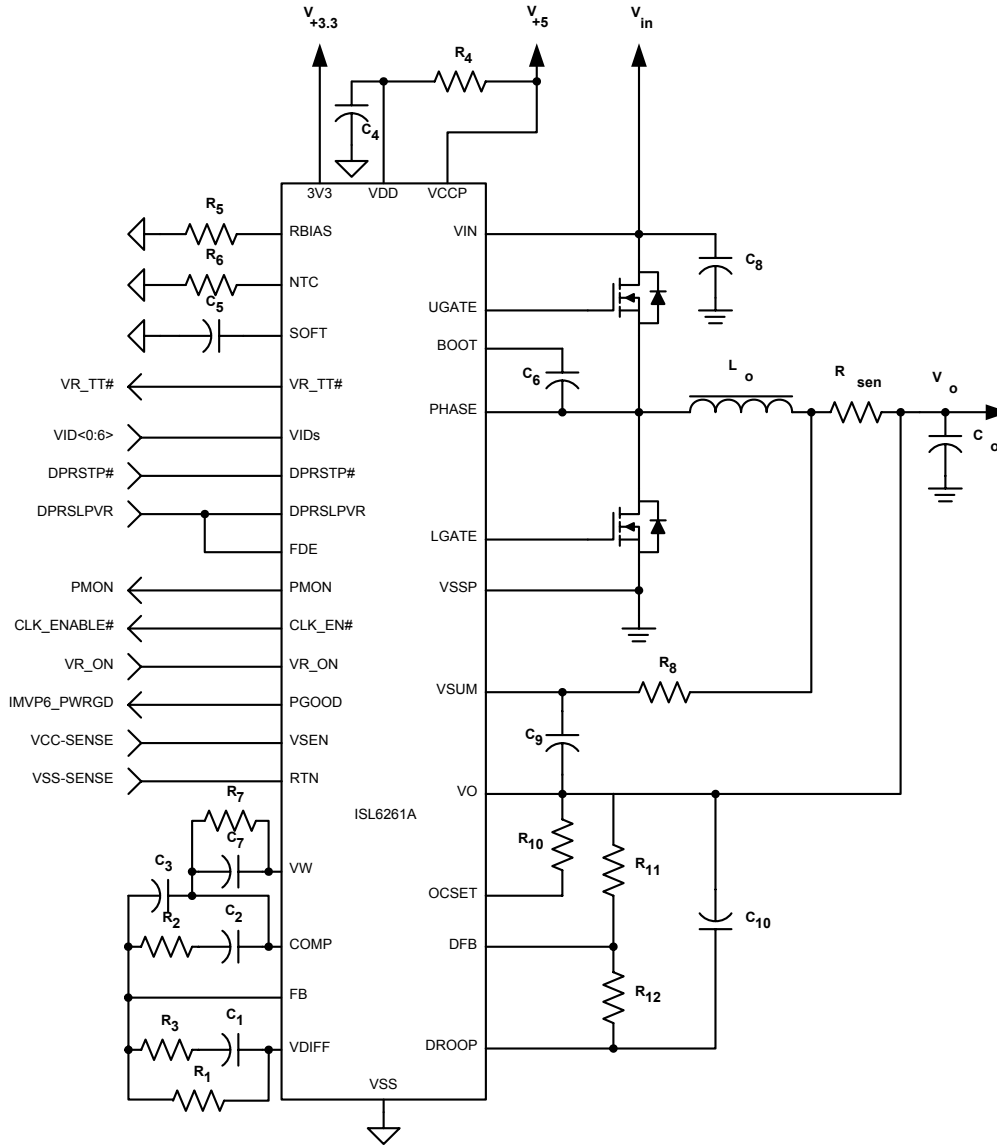 V+3.3
V+5
Vin
R4
C4
3V3
VDD
VCCP
R5
RBIAS
VIN
C8
R6
NTC
UGATE
C5
SOFT
BOOT
C6
Lo
Rsen
Vo
VR_TT#
VR_TT#
PHASE
Co
VID<0:6>
VIDs
DPRSTP#
DPRSTP#
DPRSLPVR
DPRSLPVR
LGATE
FDE
PMON
PMON
VSSP
CLK_ENABLE#
CLK_EN#
VR_ON
VR_ON
R8
VSUM
IMVP6_PWRGD
PGOOD
VCC-SENSE
VSEN
C9
VSS-SENSE
RTN
VO
R7
ISL6261A
R10
R11
C7
C3
VW
OCSET
C10
R2
C2
COMP
DFB
R12
FB
R3
C1
VDIFF
DROOP
R1
VSS